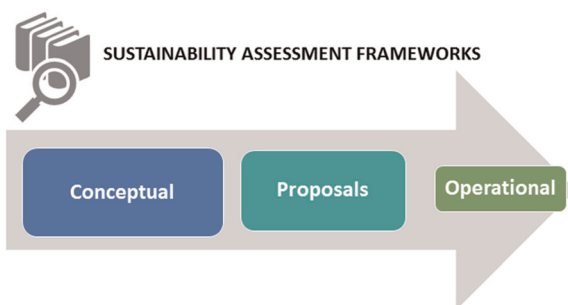 SUSTAINABILITY ASSESSMENT FRAMEWORKS
Conceptual
Proposals
Operational